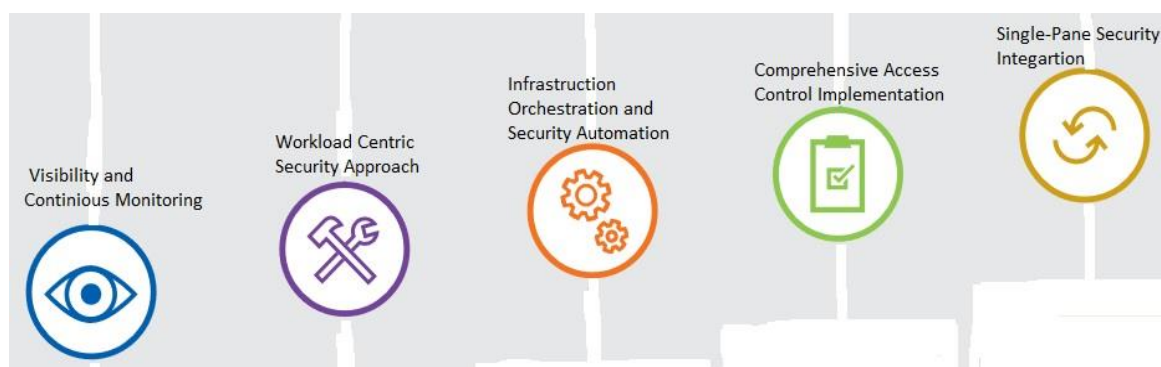 Visibility and
Continious Monitoring
Workload Centric
Security Approach
Infrastruction
Orchestration and
Security Automation
Comprehensive Access
Control Implementation
Single-Pane Security
Integartion